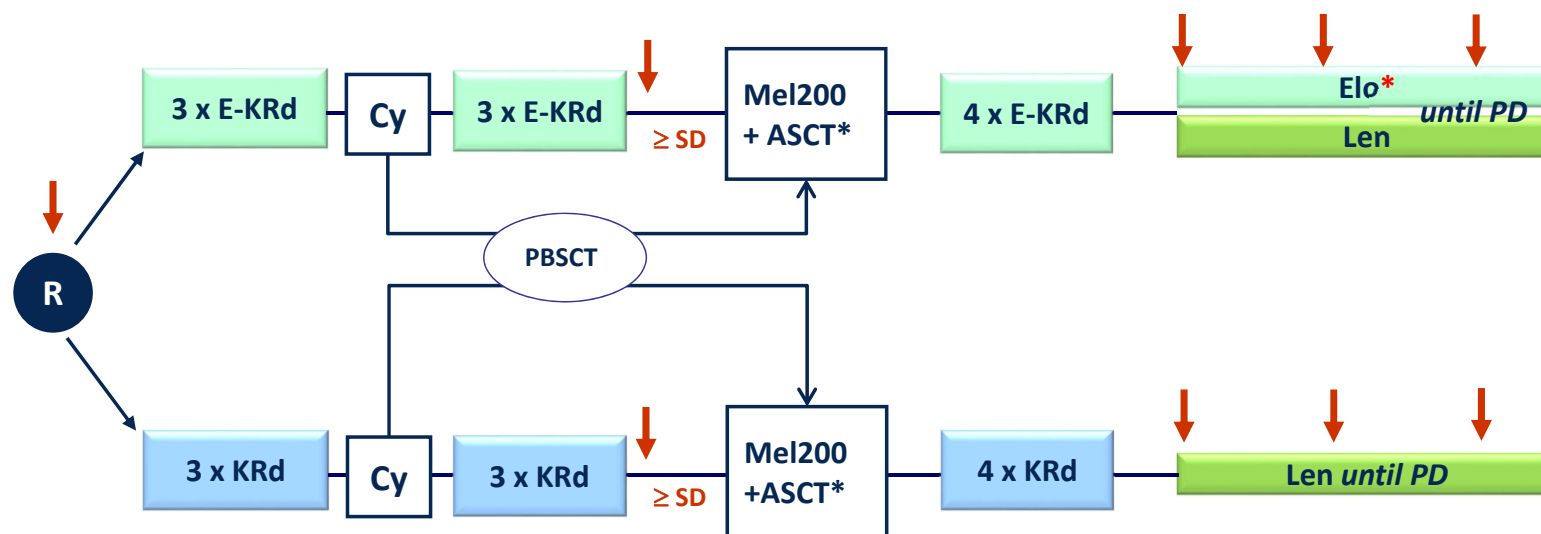 3 x E-KRd
Cy
3 x E-KRd
≥ SD
Mel200
+ ASCT*
4 x E-KRd
Elo*
until PD
Len
R
PBSCT
3 x KRd
Cy
3 x KRd
≥ SD
Mel200
+ASCT*
4 x KRd
Len until PD